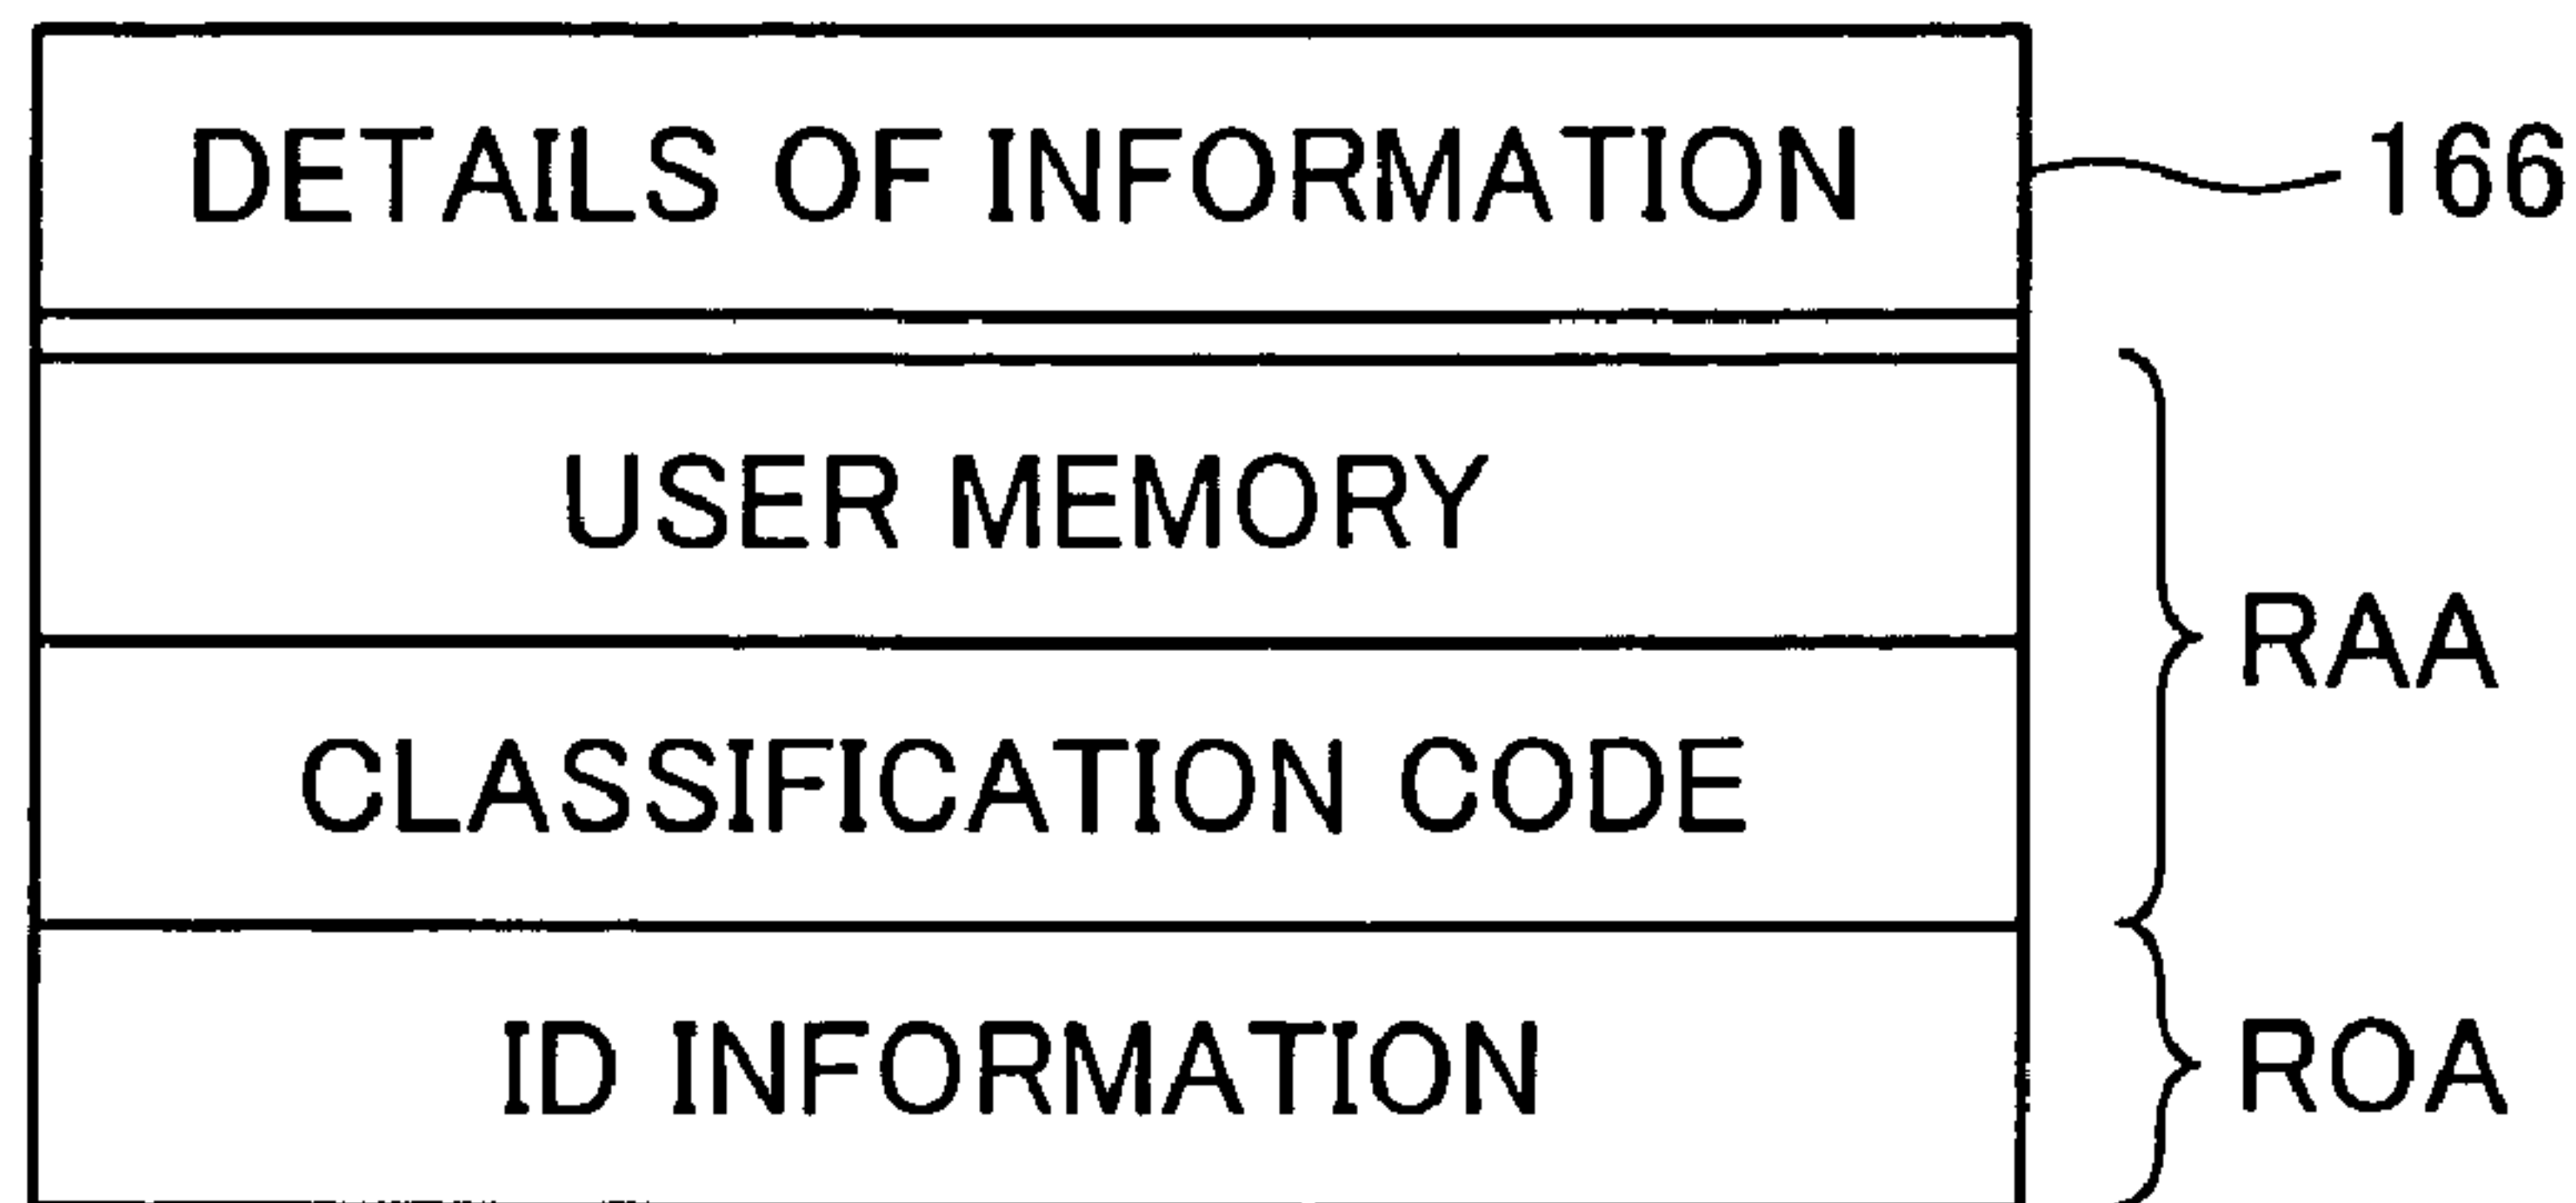 DETAILS OF INFORMATION 166
USER MEMORY
RAA
CLASSIFICATION CODE
ID INFORMATION ROA